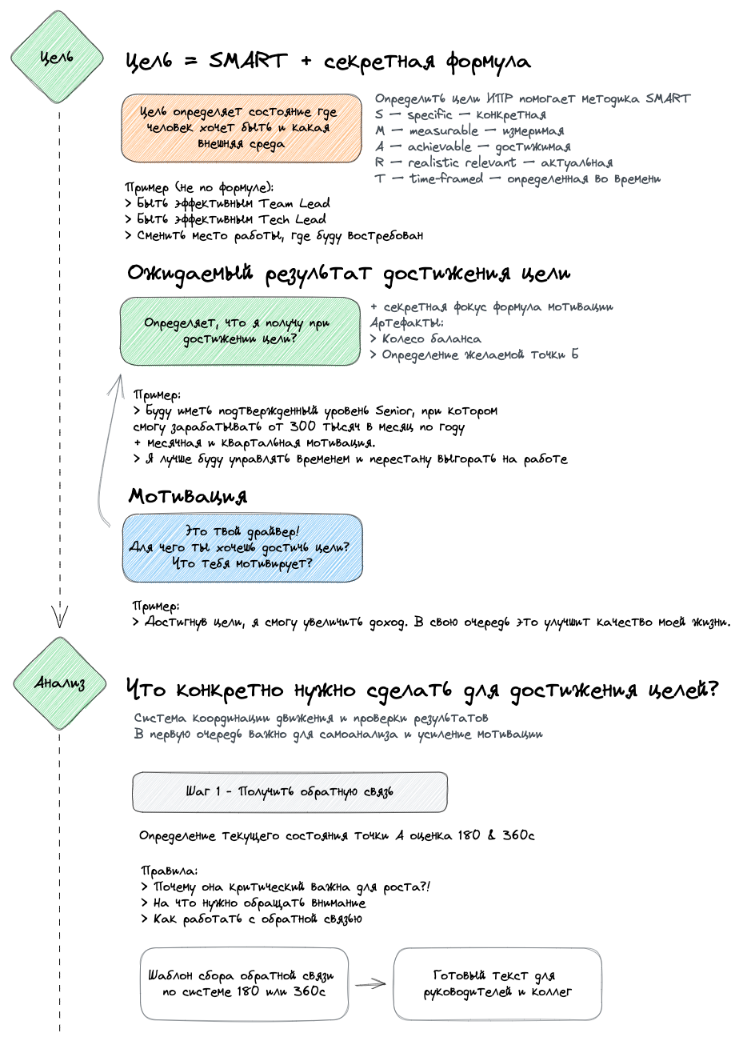 Цель
Цель = SMART + секретная формула
Цель определяет состояние где
человек хочет быть и какая
внешняя среда
Определить цели ИПР помогает методика SMART
S — specific — конкретная
M — measurable — измеримая
A — achievable — достижимая
R — realistic relevant — актуальная
T — time-framed — определенная во времени
Пример (не по формуле):
> Быть эффективным Team Lead
> Быть эффективным Tech Lead
> Сменить место работы, где буду востребован
Ожидаемый результат достижения цели
Определяет, что я получу при
достижении цели?
+ секретная фокус формула мотивации
Артефакты:
> Колесо баланса
> Определение желаемой точки Б
Пример:
> Буду иметь подтвержденный уровень Senior, при котором
смогу зарабатывать от 300 тысяч в месяц по году
+ месячная и квартальная мотивация.
> Я лучше буду управлять временем и перестану выгорать на работе
Мотивация
Это твой драйвер!
Для чего ты хочешь достичь цели?
Что тебя мотивирует?
Пример:
> Достигнув цели, я смогу увеличить доход. В свою очередь это улучшит качество моей жизни.
Анализ
Что конкретно нужно сделать для достижения целей?
Система координации движения и проверки результатов
В первую очередь важно для самоанализа и усиление мотивации
Шаг 1 - Получить обратную связь
Определение текущего состояния точки А оценка 180 & 360с
Правила:
> Почему она критический важна для роста?!
> На что нужно обращать внимание
> Как работать с обратной связью
Шаблон сбора обратной связи
по системе 180 или 360с
Готовый текст для
руководителей и коллег